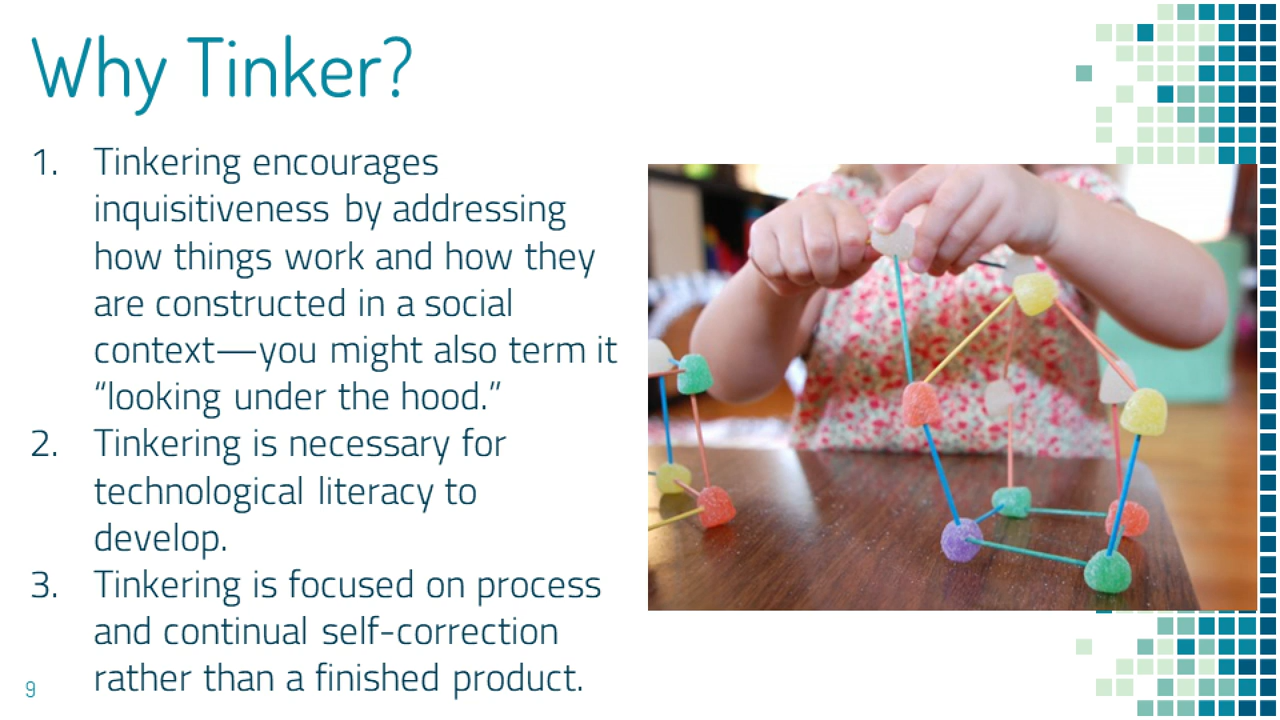 Why Tinker?
1. Tinkering encourages
inquisitiveness by addressing
how things work and how they
are constructed in a social
context—you might also term it
“looking under the hood.”
2. Tinkering is necessary for
technological literacy to
develop.
3. Tinkering is focused on process
and continual self-correction
rather than a finished product.
9